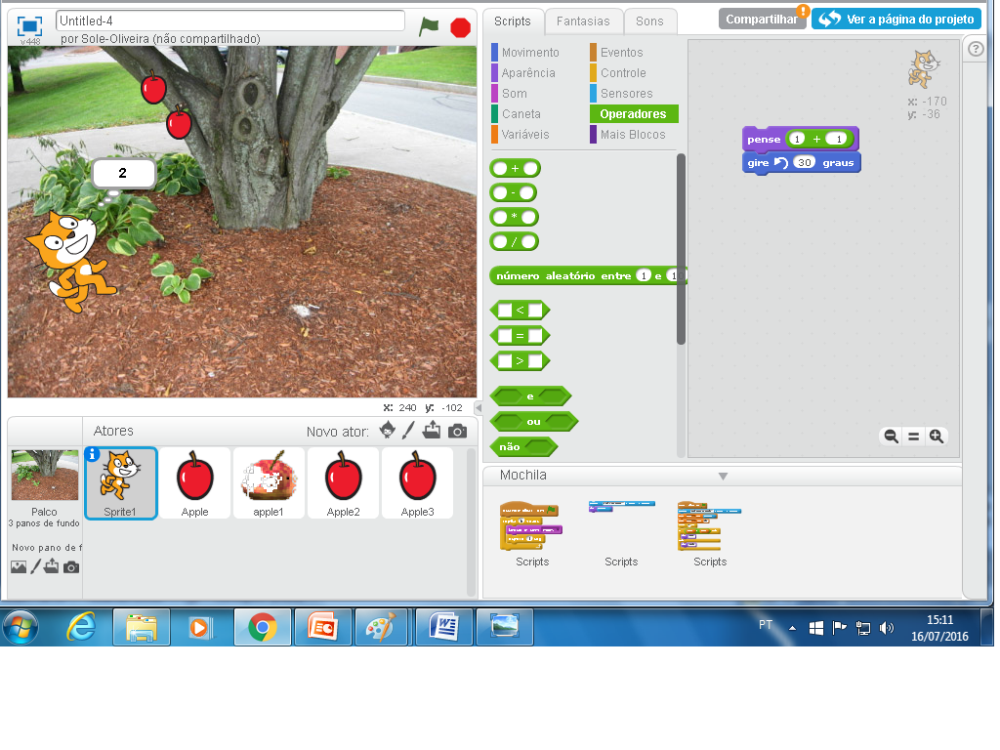 Untitled-4
por Sole-Oliveira (não compartilhado)
v448
2
x: 240 y: -102
Scripts Fantasias Sons
Compartilhar !
Ver a página do projeto
Movimento Eventos
Aparência Controle
Som Sensores
Caneta Operadores
Variáveis Mais Blocos
+
-
*
/
número aleatório entre 1 e 1
<
=
>
e
ou
não
pense 1 + 1
gire 30 graus
x: -170
y: -36
?
Atores
Novo ator:
Palco
3 panos de fundo
Novo pano de f
i
Sprite1
Apple
apple1
Apple2
Apple3
Mochila
Scripts
Scripts
Scripts
PT
15:11
16/07/2016